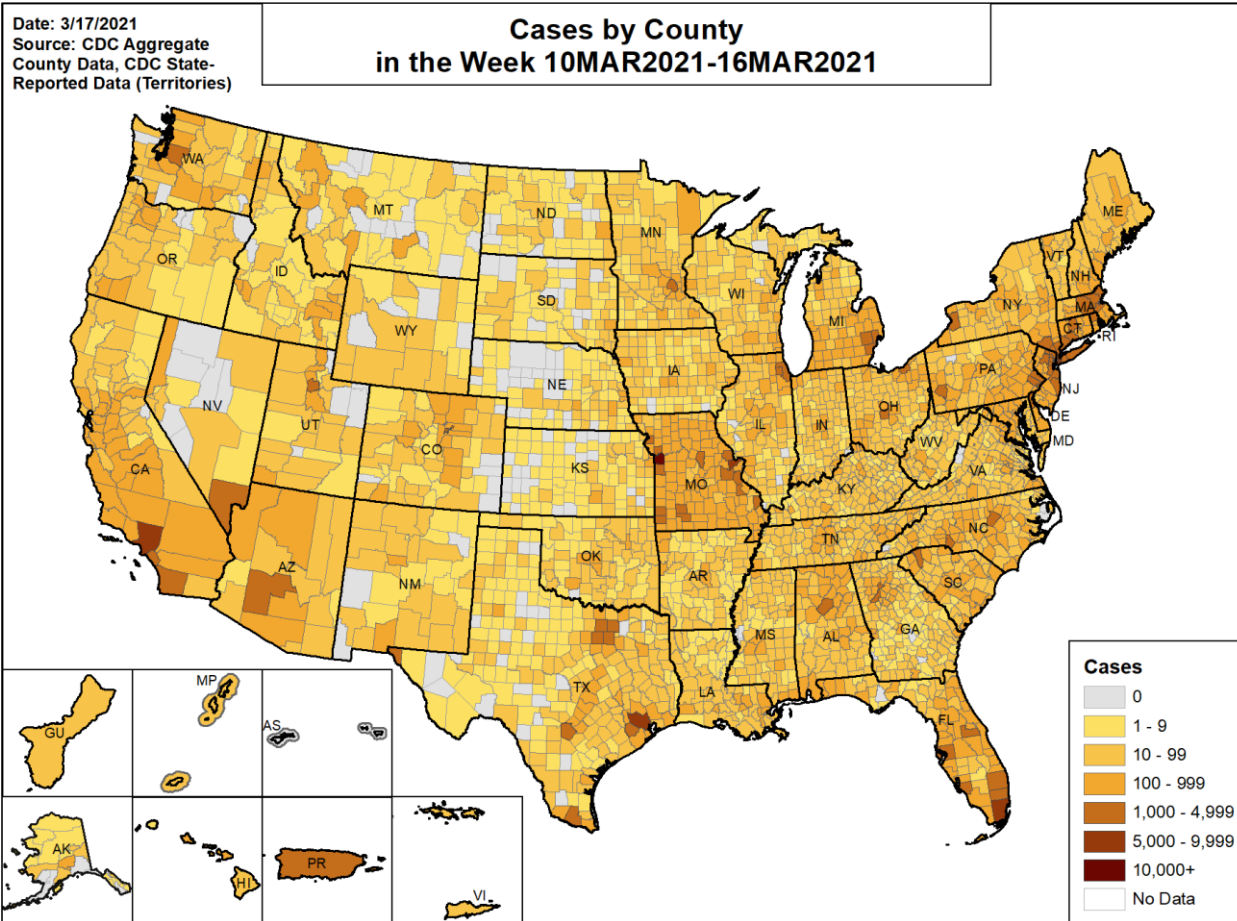 Date: 3/17/2021
Source: CDC Aggregate
County Data, CDC State-
Reported Data (Territories)
Cases by County
in the Week 10MAR2021-16MAR2021
WA
MT
ND
MN
ME
OR
ID
WY
SD
WI
MI
NY
VT
NH
MA
CT
RI
NV
UT
CO
NE
IA
IL
IN
OH
PA
NJ
DE
MD
WV
VA
CA
KS
MO
KY
AZ
NM
OK
AR
TN
NC
SC
TX
LA
MS
AL
GA
FL
GU
MP
AS
AK
HI
PR
VI
Cases
0
1 - 9
10 - 99
100 - 999
1,000 - 4,999
5,000 - 9,999
10,000+
No Data